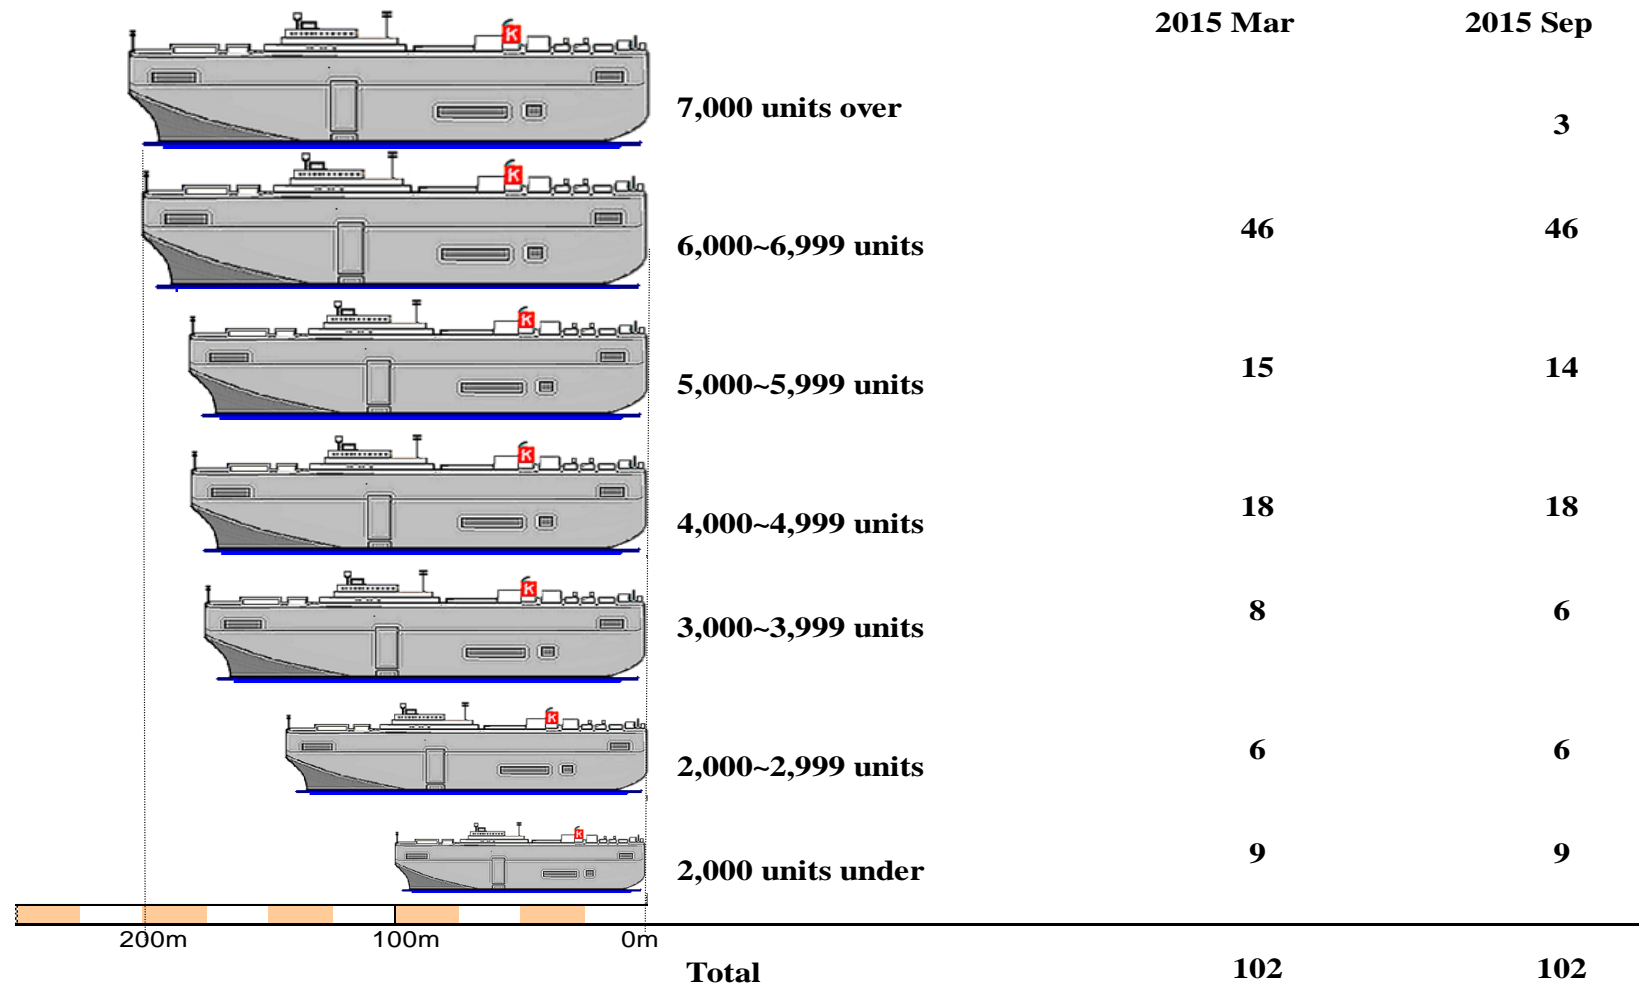 2015 Mar 2015 Sep
K
7,000 units over 3
K
6,000~6,999 units 46 46
K
5,000~5,999 units 15 14
K
4,000~4,999 units 18 18
K
3,000~3,999 units 8 6
K
2,000~2,999 units 6 6
K
2,000 units under 9 9
200m 100m 0m
Total 102 102